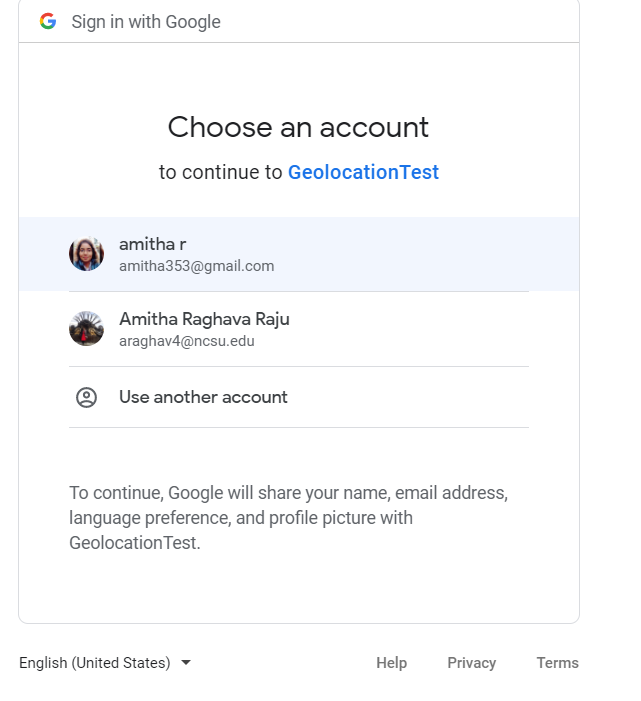 Sign in with Google
Choose an account
to continue to GeolocationTest
amitha r
amitha353@gmail.com
Amitha Raghava Raju
araghav4@ncsu.edu
Use another account
To continue, Google will share your name, email address,
language preference, and profile picture with
GeolocationTest.
English (United States) Help Privacy Terms